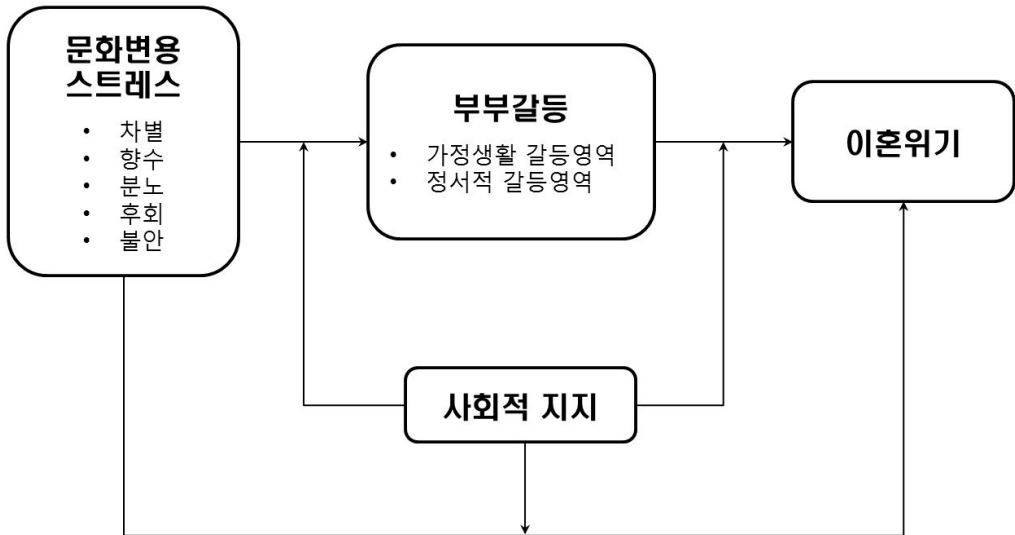 문화변용
스트레스
• 차별
• 향수
• 분노
• 후회
• 불안
부부갈등
• 가정생활 갈등영역
• 정서적 갈등영역
이혼위기
사회적 지지